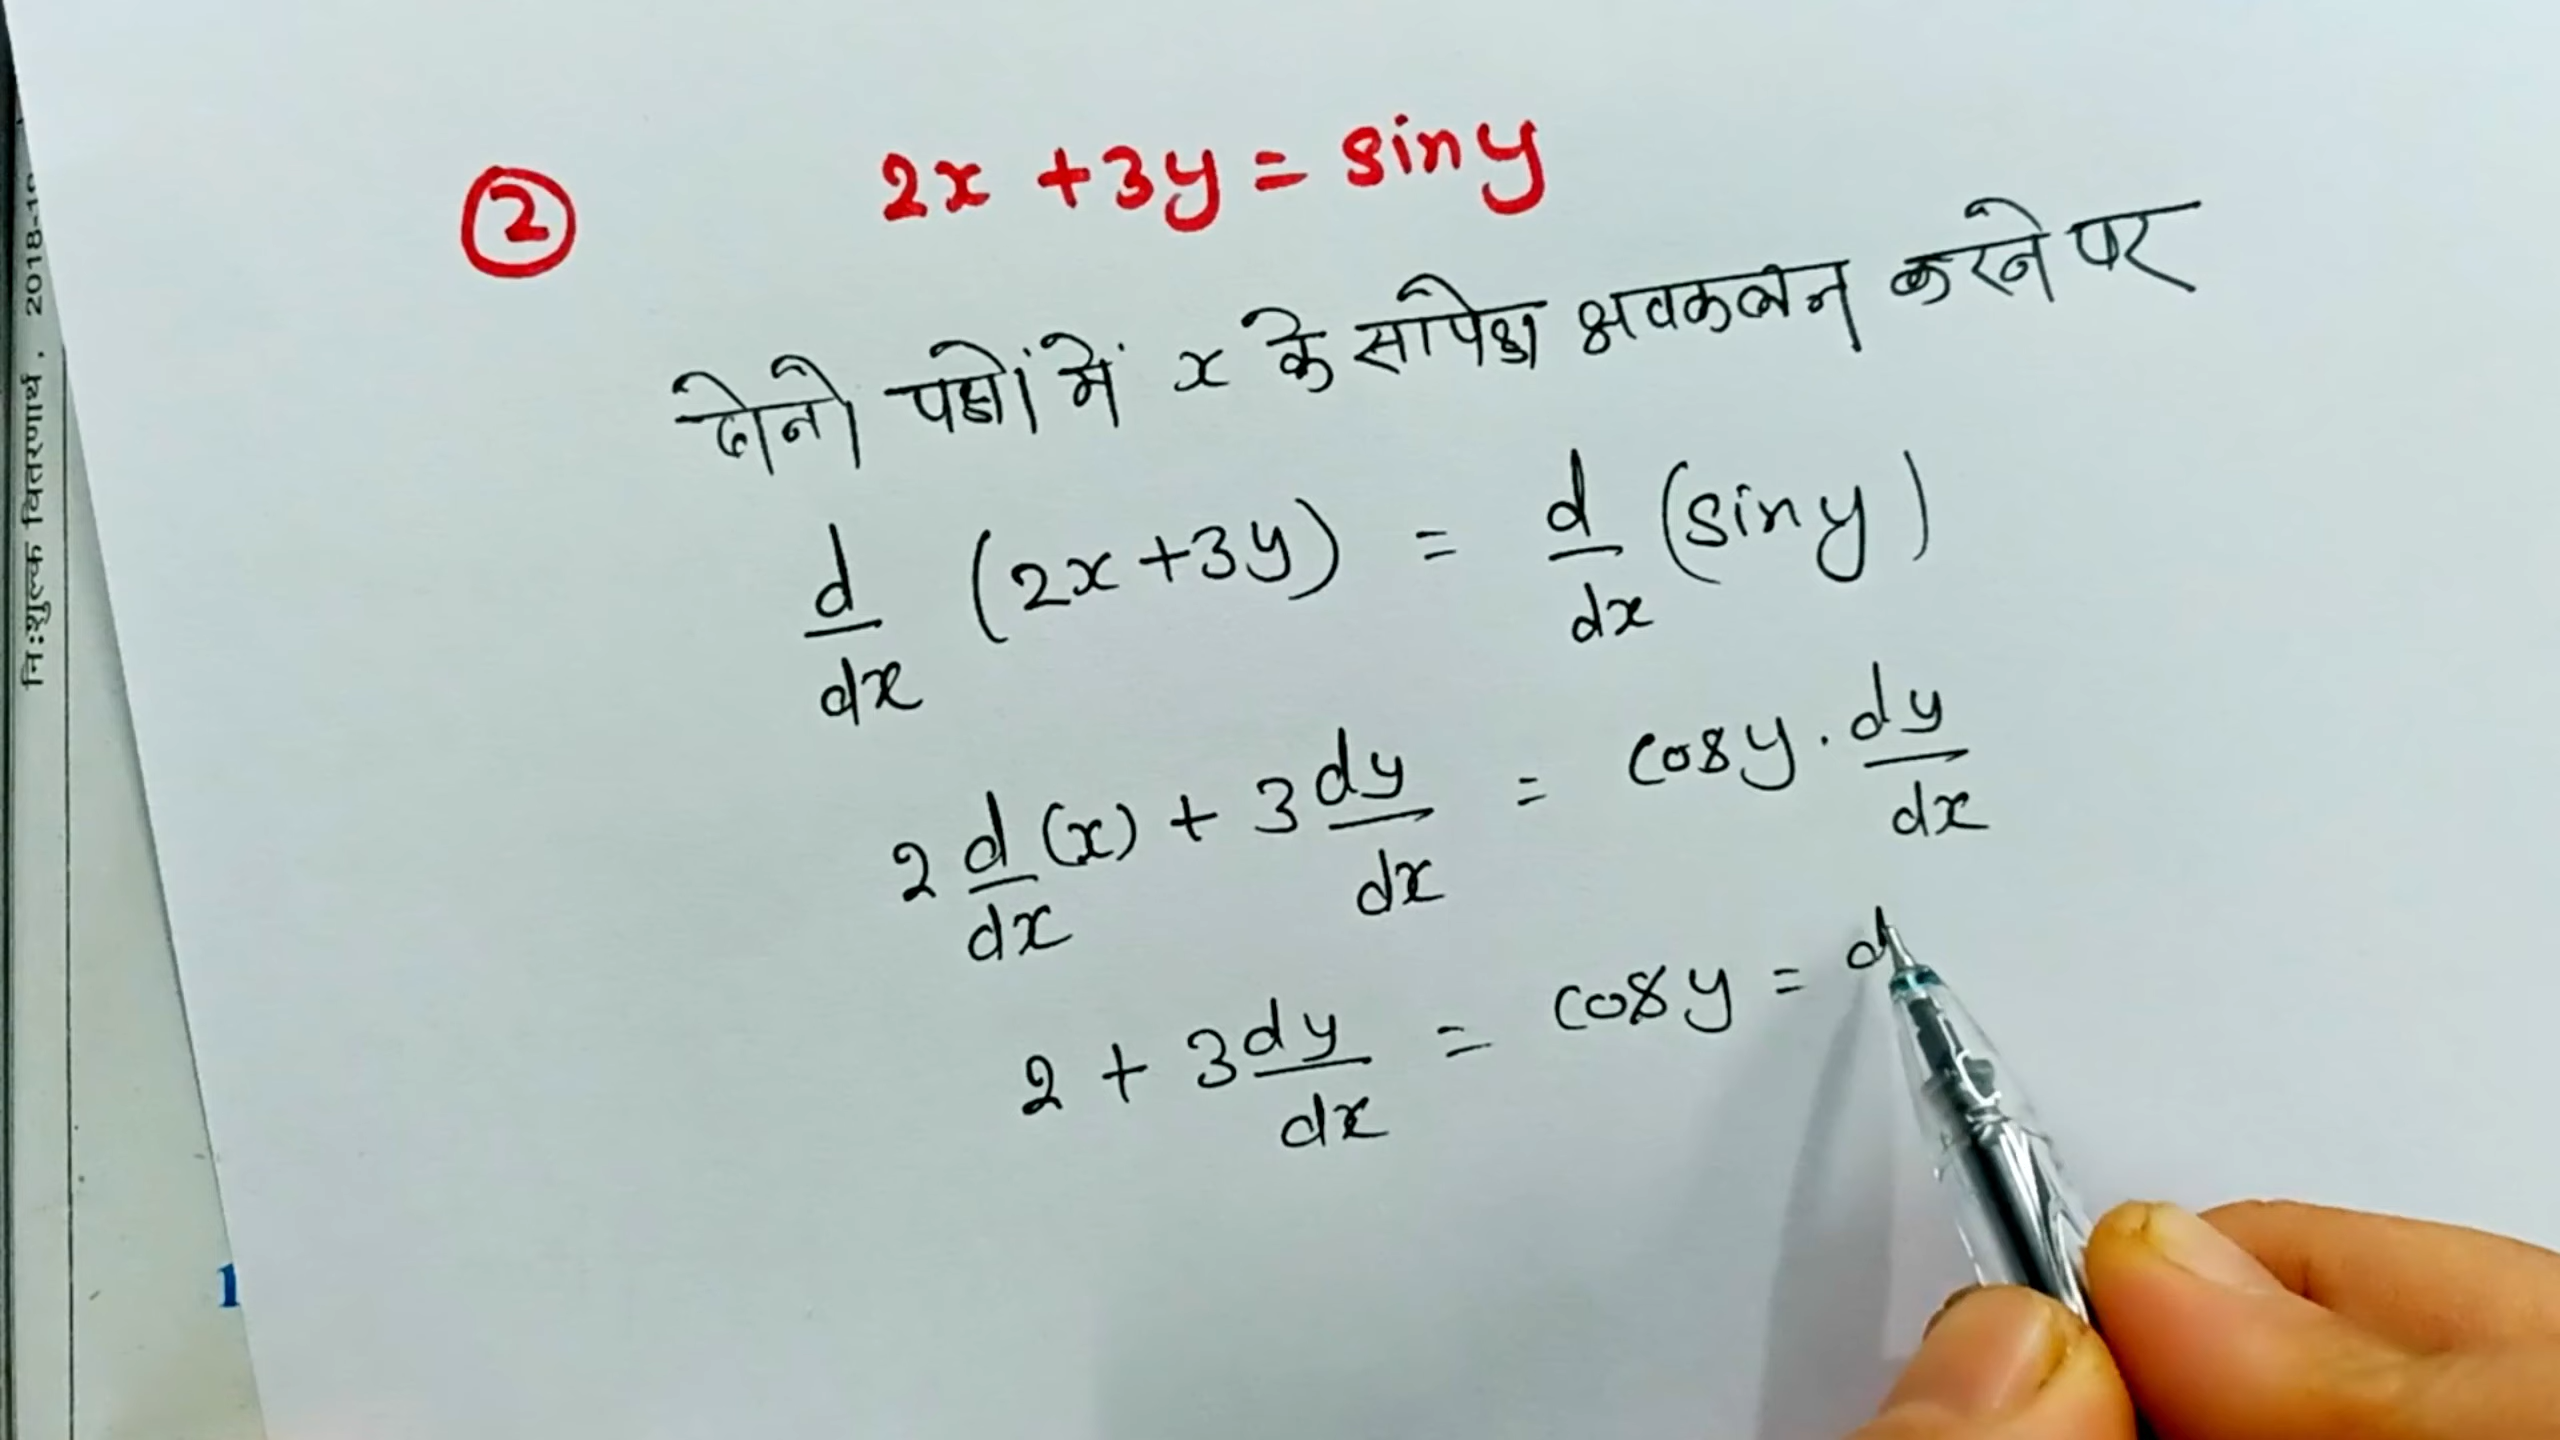 ② 2x + 3y = sin y
दोनो पक्षों में x के सापेक्ष अवकलन करने पर
d/dx (2x + 3y) = d/dx (sin y)
2 d/dx (x) + 3 dy/dx = cos y · dy/dx
2 + 3 dy/dx = cos y = d
नि:शुल्क वितरणार्थ, 2018-19
1